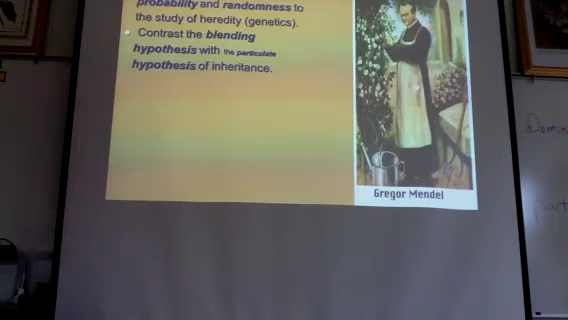 probability and randomness to
the study of heredity (genetics).
Contrast the blending
hypothesis with the particulate
hypothesis of inheritance.
Gregor Mendel